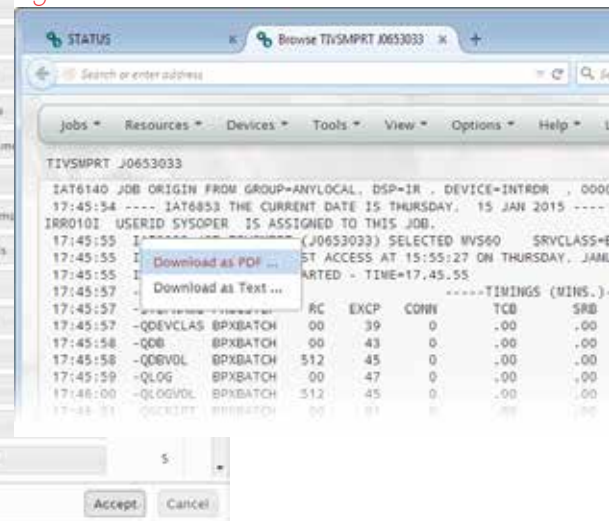 STATUS × Browse TIVSMPRT J0653033 × +
Search or enter address
Jobs Resources Devices Tools View Options Help
TIVSMPRT J0653033
IAT6140 JOB ORIGIN FROM GROUP=ANYLOCAL, DSP=IR , DEVICE=INTRDR , 0000
17:45:54 ---- IAT6853 THE CURRENT DATE IS THURSDAY, 15 JAN 2015 ----
IRR010I USERID SYSOPER IS ASSIGNED TO THIS JOB.
17:45:55 (J0653033) SELECTED MVS60 SRVCLASS=
17:45:55 ST ACCESS AT 15:55:27 ON THURSDAY, JANU
17:45:55 ARTED - TIME=17.45.55
Download as PDF ...
Download as Text ...
17:45:57 - -----TIMINGS (MINS.)-
17:45:57 RC EXCP CONN TCB SRB
17:45:57 -QDEVCLAS BPXBATCH 00 39 0 .00 .00
17:45:58 -QDB BPXBATCH 00 43 0 .00 .00
17:45:58 -QDBVOL BPXBATCH 512 45 0 .00 .00
17:45:59 -QLOG BPXBATCH 00 47 0 .00 .00
17:46:00 -QLOGVOL BPXBATCH 512 45 0 .00 .00
5
Accept Cancel